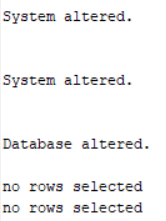 System altered.
System altered.
Database altered.
no rows selected
no rows selected